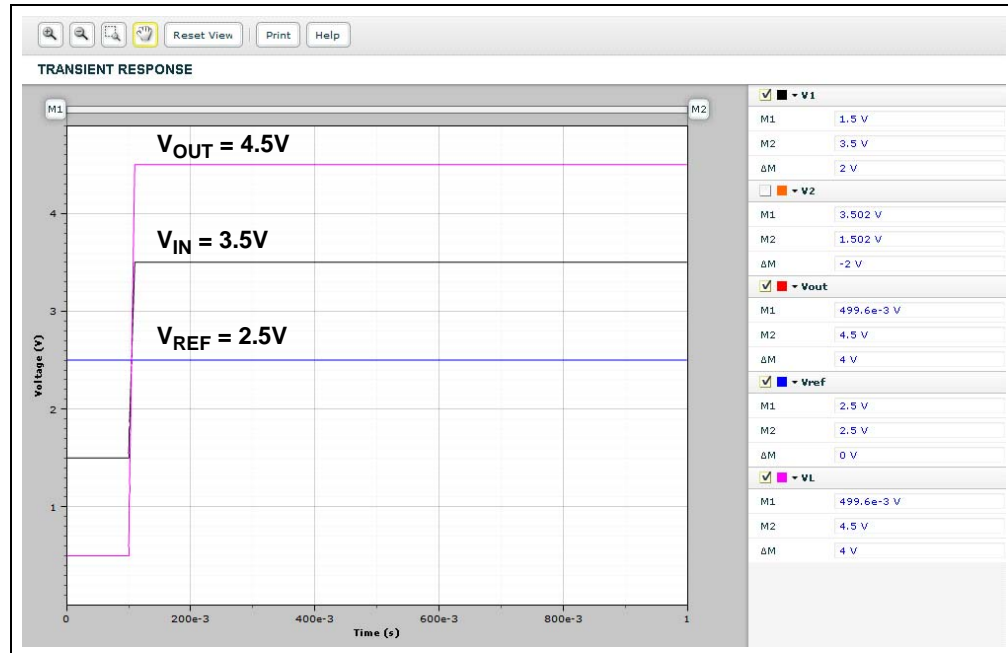 Reset View
Print
Help
TRANSIENT RESPONSE
M1
M2
VOUT = 4.5V
VIN = 3.5V
VREF = 2.5V
4
3
2
1
Voltage (V)
0
200e-3
400e-3
600e-3
800e-3
1
Time (s)
V1
M1 1.5 V
M2 3.5 V
ΔM 2 V
V2
M1 3.502 V
M2 1.502 V
ΔM -2 V
Vout
M1 499.6e-3 V
M2 4.5 V
ΔM 4 V
Vref
M1 2.5 V
M2 2.5 V
ΔM 0 V
VL
M1 499.6e-3 V
M2 4.5 V
ΔM 4 V